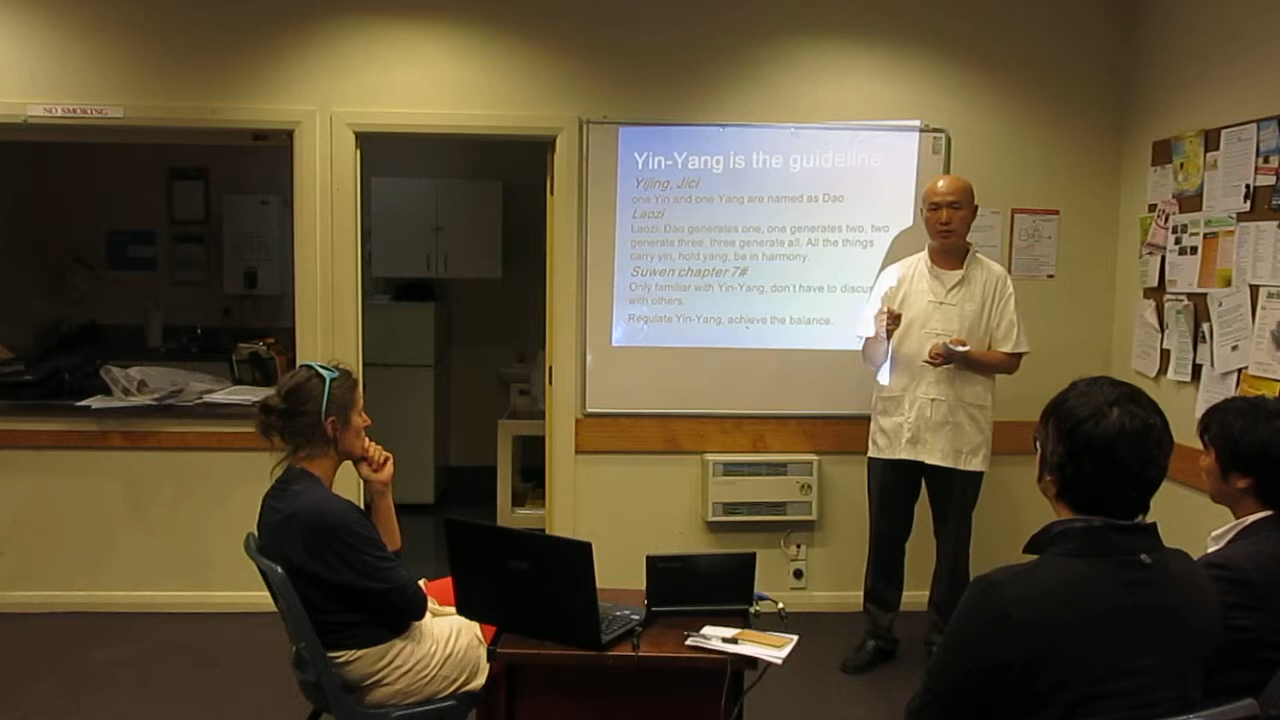 NO SMOKING
Yin-Yang is the guideline
Yijing, Jici
one Yin and one Yang are named as Dao
Laozi
Laozi: Dao generates one, one generates two, two
generate three, three generate all. All the things
carry yin, hold yang, be in harmony.
Suwen chapter 7#
Only familiar with Yin-Yang, don't have to discus
with others.
Regulate Yin-Yang, achieve the balance.